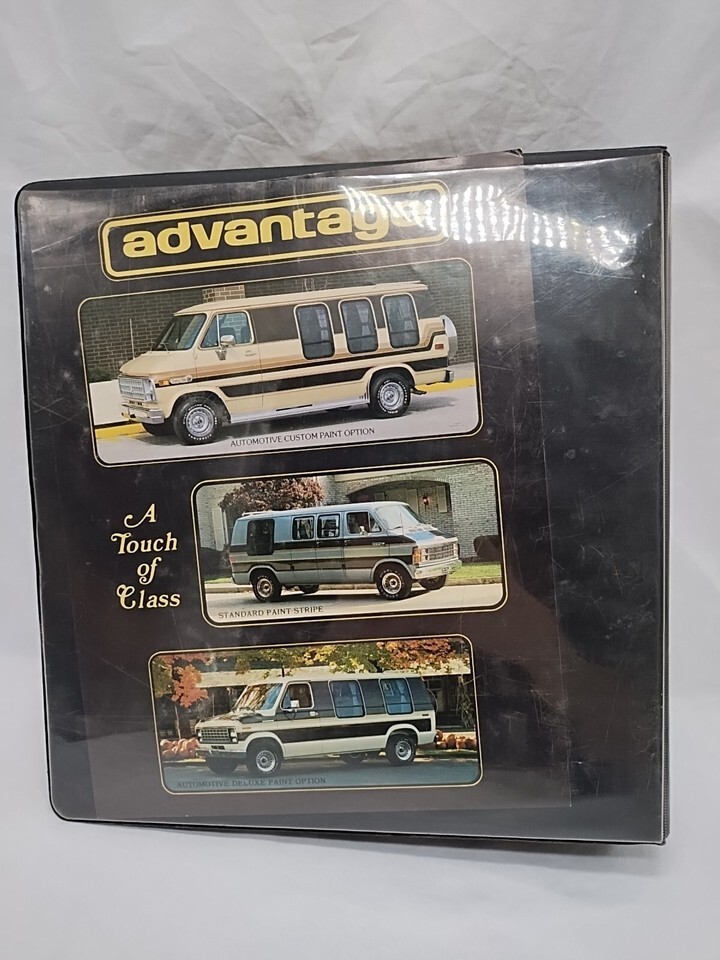 advantage
AUTOMOTIVE CUSTOM PAINT OPTION
A
Touch
of
Class
STANDARD PAINT STRIPE
AUTOMOTIVE DELUXE PAINT OPTION